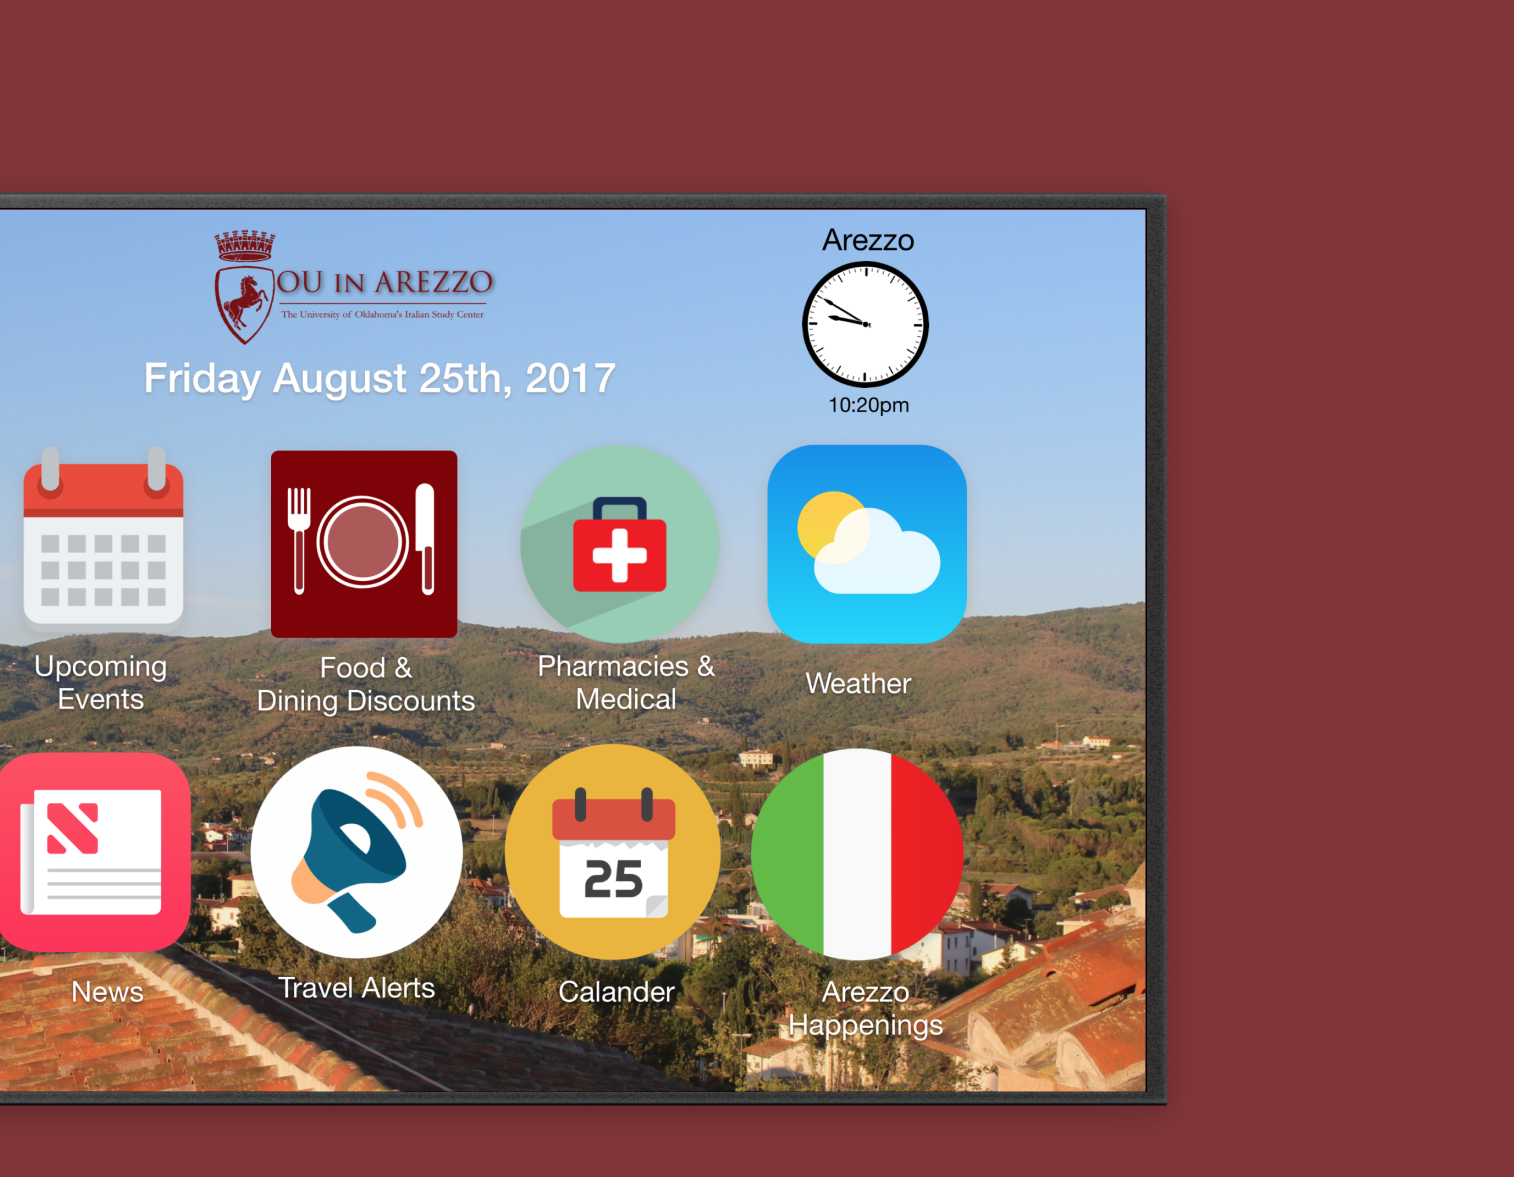 OU IN AREZZO
The University of Oklahoma's Italian Study Center
Friday August 25th, 2017
Arezzo
10:20pm
Upcoming
Events
Food &
Dining Discounts
Pharmacies &
Medical
Weather
25
News
Travel Alerts
Calander
Arezzo
Happenings